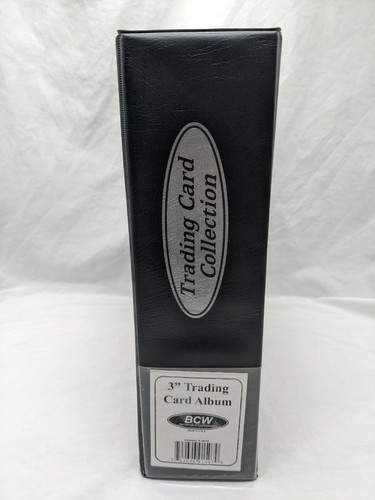 Trading Card
Collection
3" Trading
Card Album
BCW